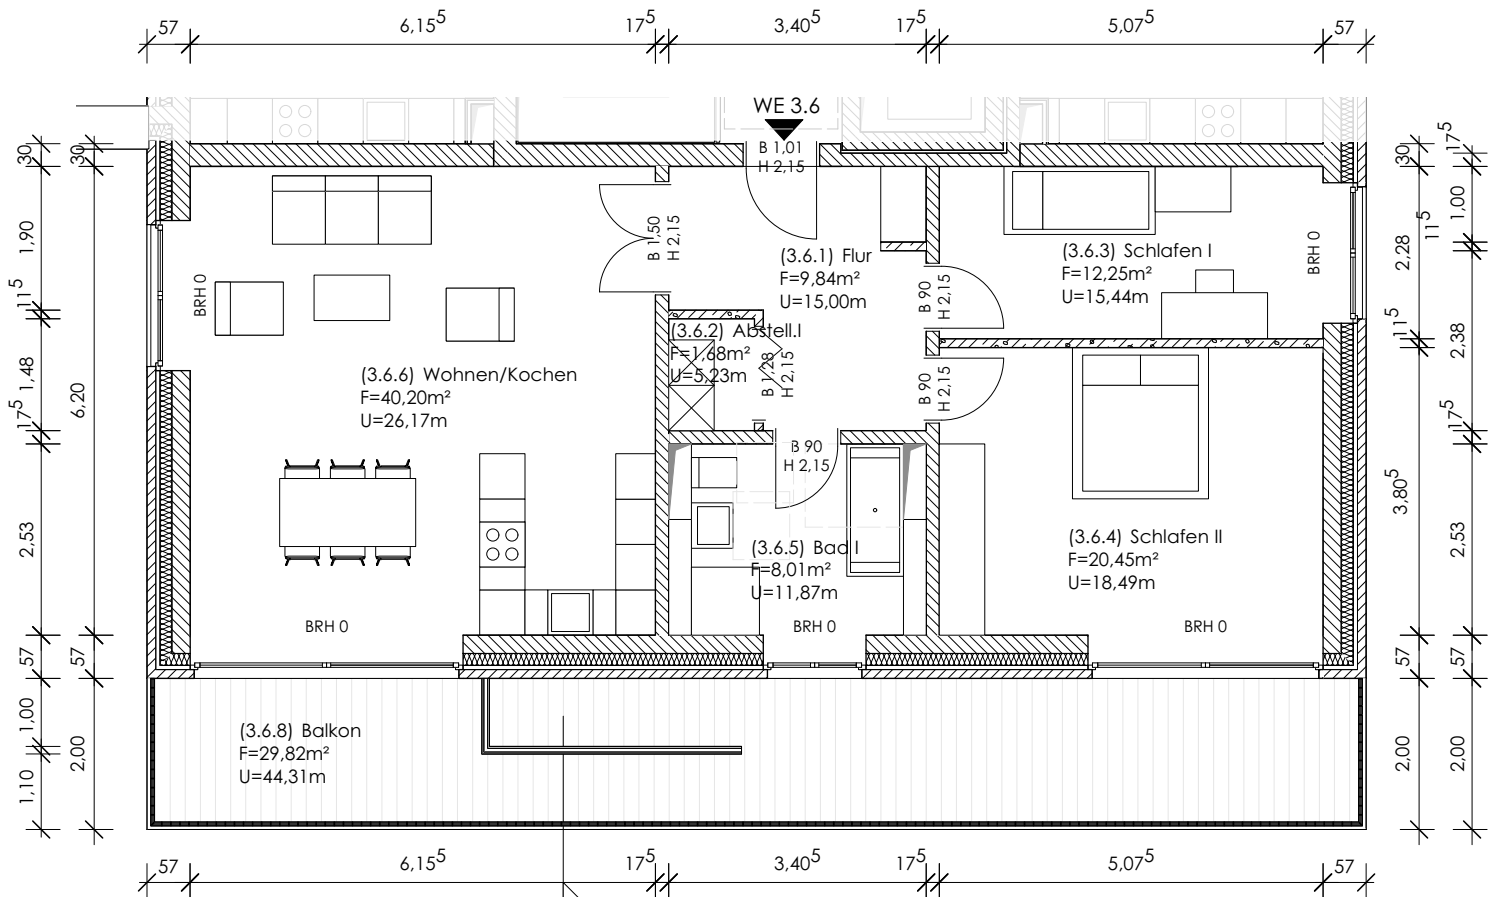 57
6,15⁵
17⁵
3,40⁵
17⁵
5,07⁵
57
WE 3.6
B 1,01
H 2,15
30
30
1,90
11⁵
1,48
17⁵
2,53
57
1,00
1,10
6,20
57
2,00
BRH 0
B 1,50
H 2,15
(3.6.1) Flur
F=9,84m²
U=15,00m
(3.6.3) Schlafen I
F=12,25m²
U=15,44m
BRH 0
B 90
H 2,15
(3.6.2) Abstell.I
F=1,68m²
U=5,23m
B 1,28
H 2,15
B 90
H 2,15
(3.6.6) Wohnen/Kochen
F=40,20m²
U=26,17m
B 90
H 2,15
(3.6.5) Bad I
F=8,01m²
U=11,87m
(3.6.4) Schlafen II
F=20,45m²
U=18,49m
BRH 0
BRH 0
BRH 0
(3.6.8) Balkon
F=29,82m²
U=44,31m
30
2,28
11⁵
3,80⁵
57
2,00
17⁵
1,00
11⁵
2,38
17⁵
2,53
57
2,00
57
6,15⁵
17⁵
3,40⁵
17⁵
5,07⁵
57